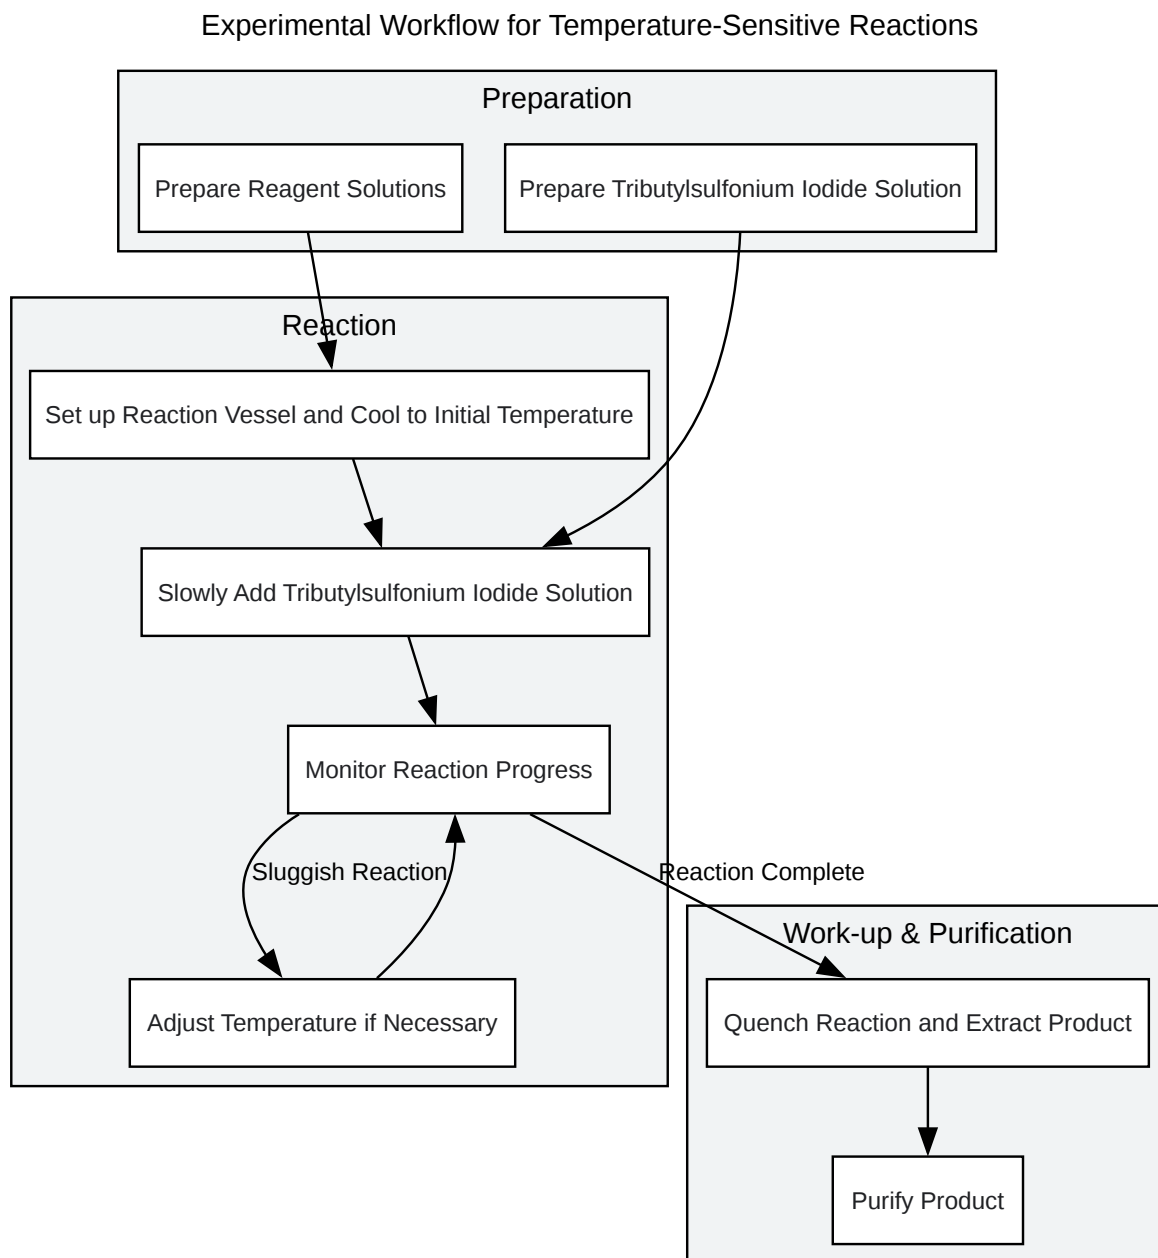 Experimental Workflow for Temperature-Sensitive Reactions
Preparation
Prepare Reagent Solutions
Prepare Tributylsulfonium Iodide Solution
Reaction
Set up Reaction Vessel and Cool to Initial Temperature
Slowly Add Tributylsulfonium Iodide Solution
Monitor Reaction Progress
Sluggish Reaction
Reaction Complete
Adjust Temperature if Necessary
Work-up & Purification
Quench Reaction and Extract Product
Purify Product